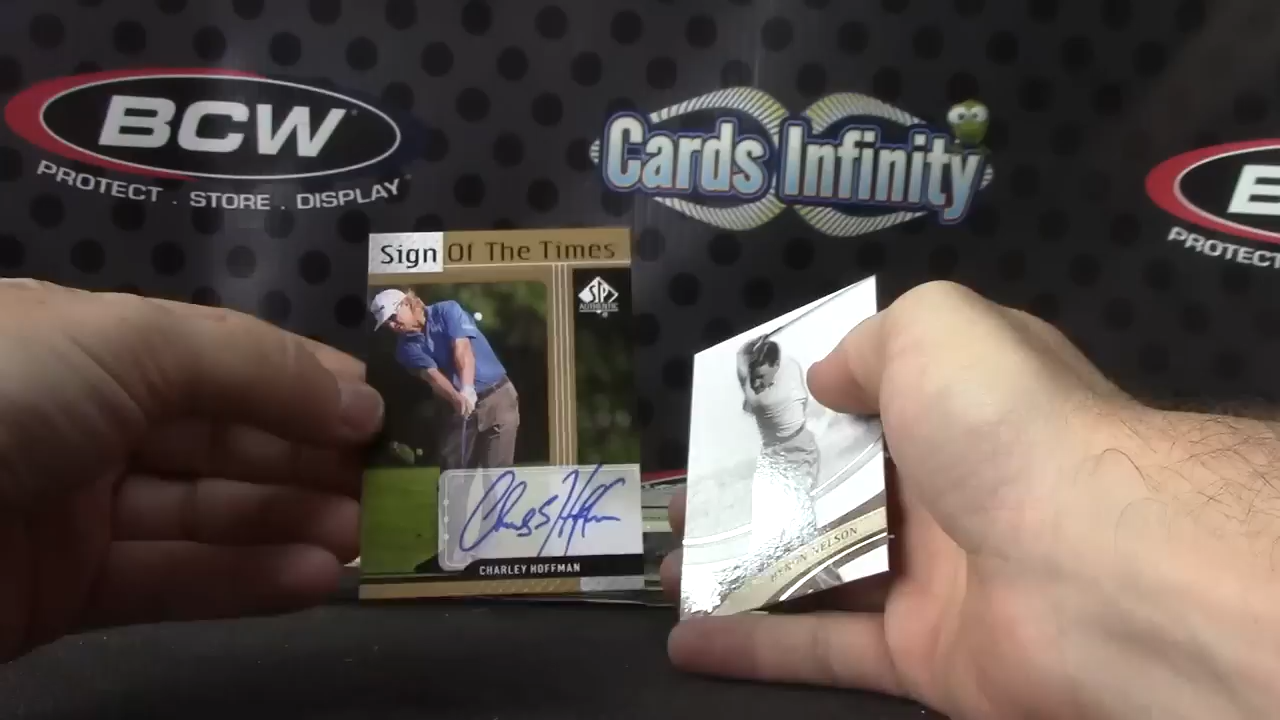 BCW
PROTECT . STORE . DISPLAY
Cards Infinity
B
PROTECT
Sign Of The Times
SP
AUTHENTIC
CHARLEY HOFFMAN
BYRON NELSON